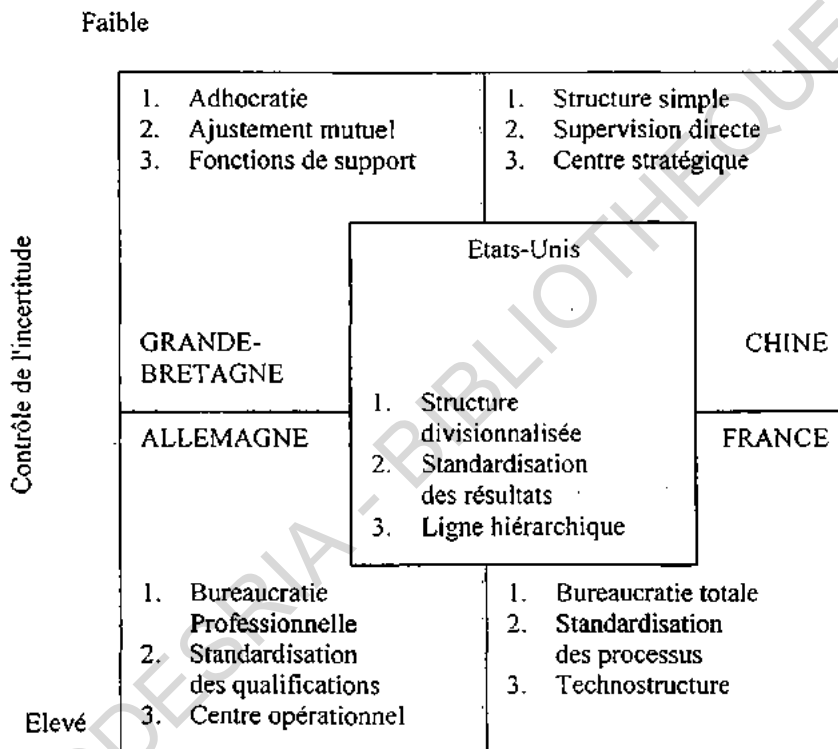 Faible
1. Adhocratie
2. Ajustement mutuel
3. Fonctions de support
1. Structure simple
2. Supervision directe
3. Centre stratégique
Contrôle de l'incertitude
GRANDE-
BRETAGNE
Etats-Unis
1. Structure
divisionnalisée
2. Standardisation
des résultats
3. Ligne hiérarchique
CHINE
ALLEMAGNE
FRANCE
1. Bureaucratie
Professionnelle
2. Standardisation
des qualifications
3. Centre opérationnel
1. Bureaucratie totale
2. Standardisation
des processus
3. Technostructure
Elevé
ODESRIA - BIBLIOTHEQUE